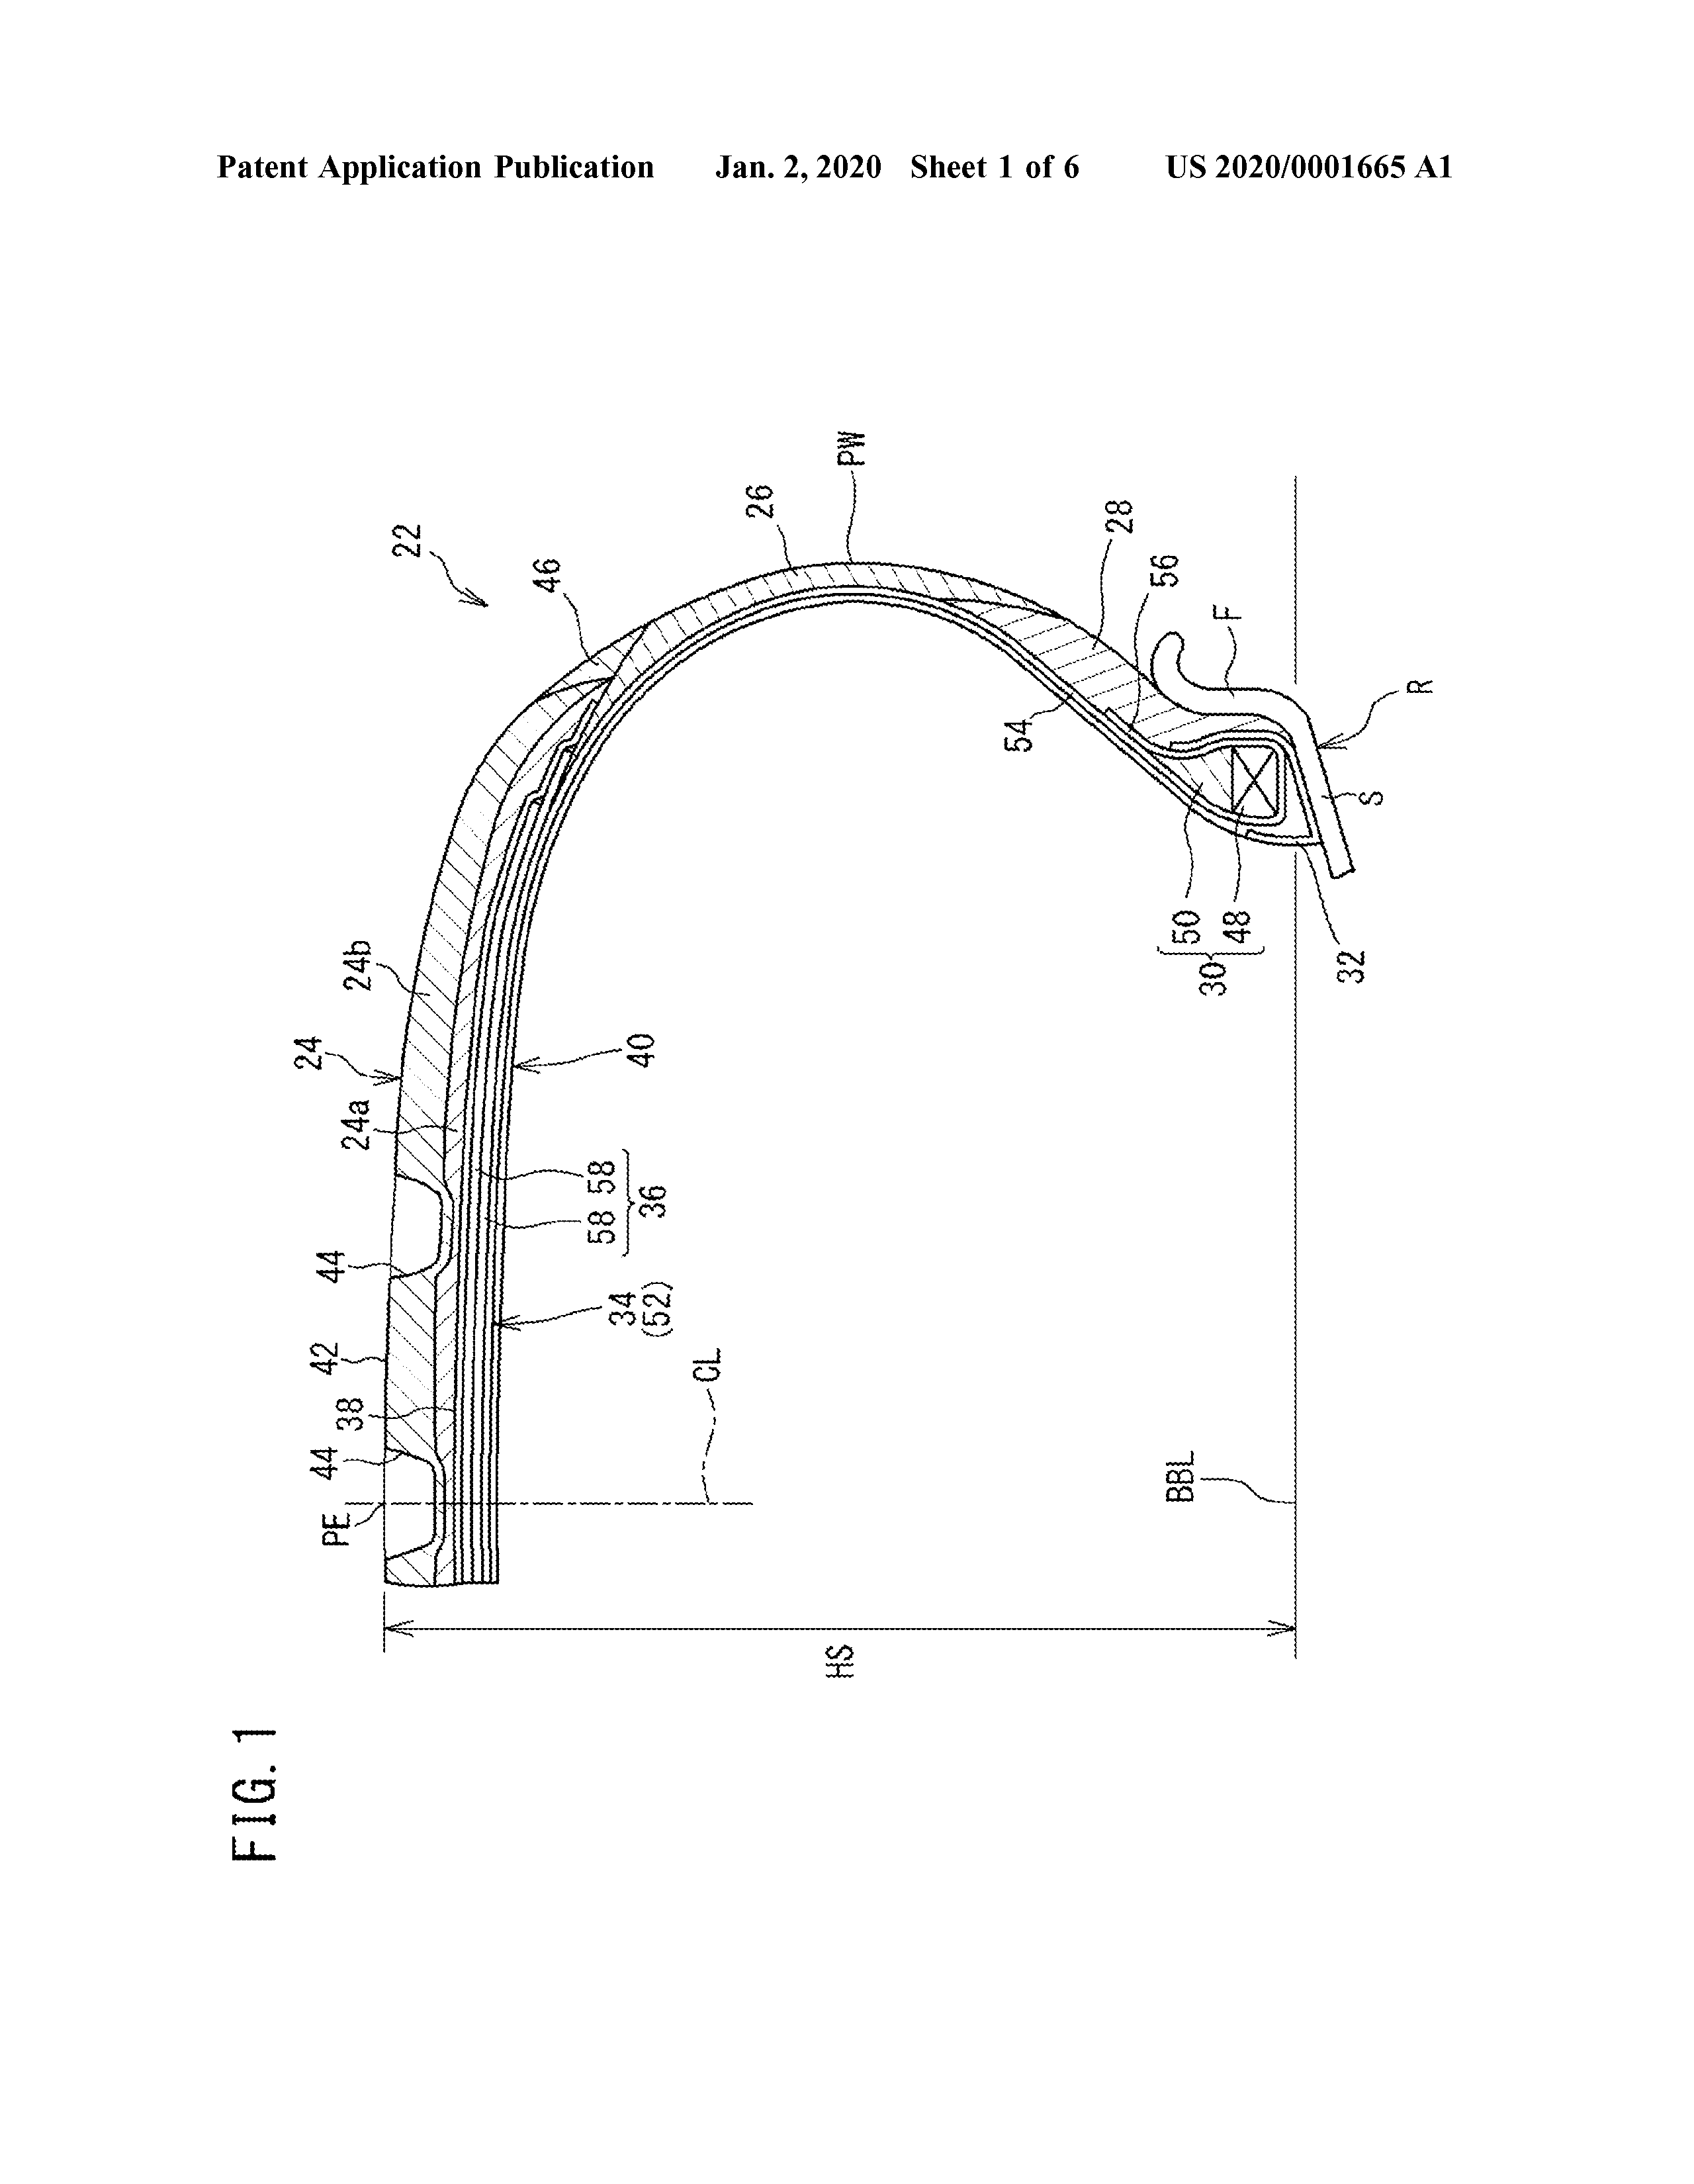 Patent Application Publication Jan. 2, 2020 Sheet 1 of 6 US 2020/0001665 A1
FIG. 1
22
46
26
PW
28
56
F
R
S
54
50
48
30
32
24b
24
24a
40
58
58
36
44
34
(52)
42
38
44
CL
PE
BBL
HS